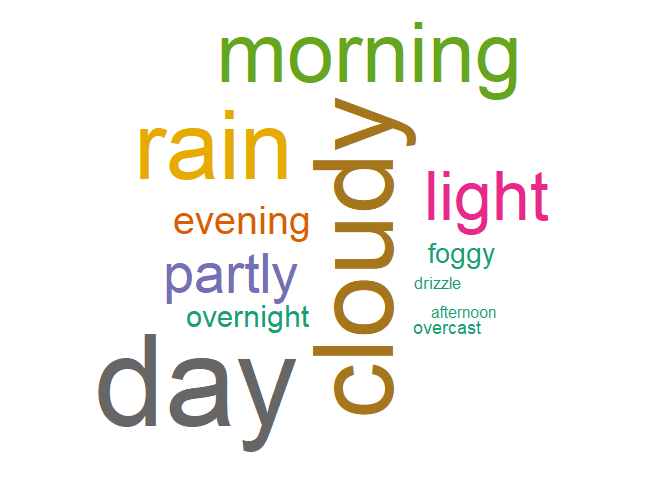 morning
rain
cloudy
light
evening
foggy
partly
drizzle
overnight
afternoon
overcast
day